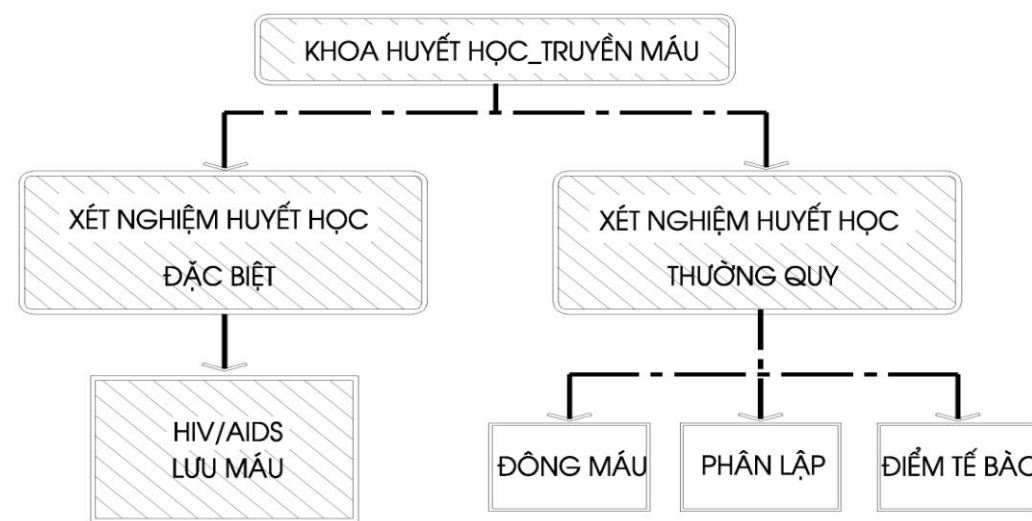 KHOA HUYẾT HỌC_TRUYỀN MÁU
XÉT NGHIỆM HUYẾT HỌC
ĐẶC BIỆT
XÉT NGHIỆM HUYẾT HỌC
THƯỜNG QUY
HIV/AIDS
LƯU MÁU
ĐÔNG MÁU
PHÂN LẬP
ĐIỂM TẾ BÀO